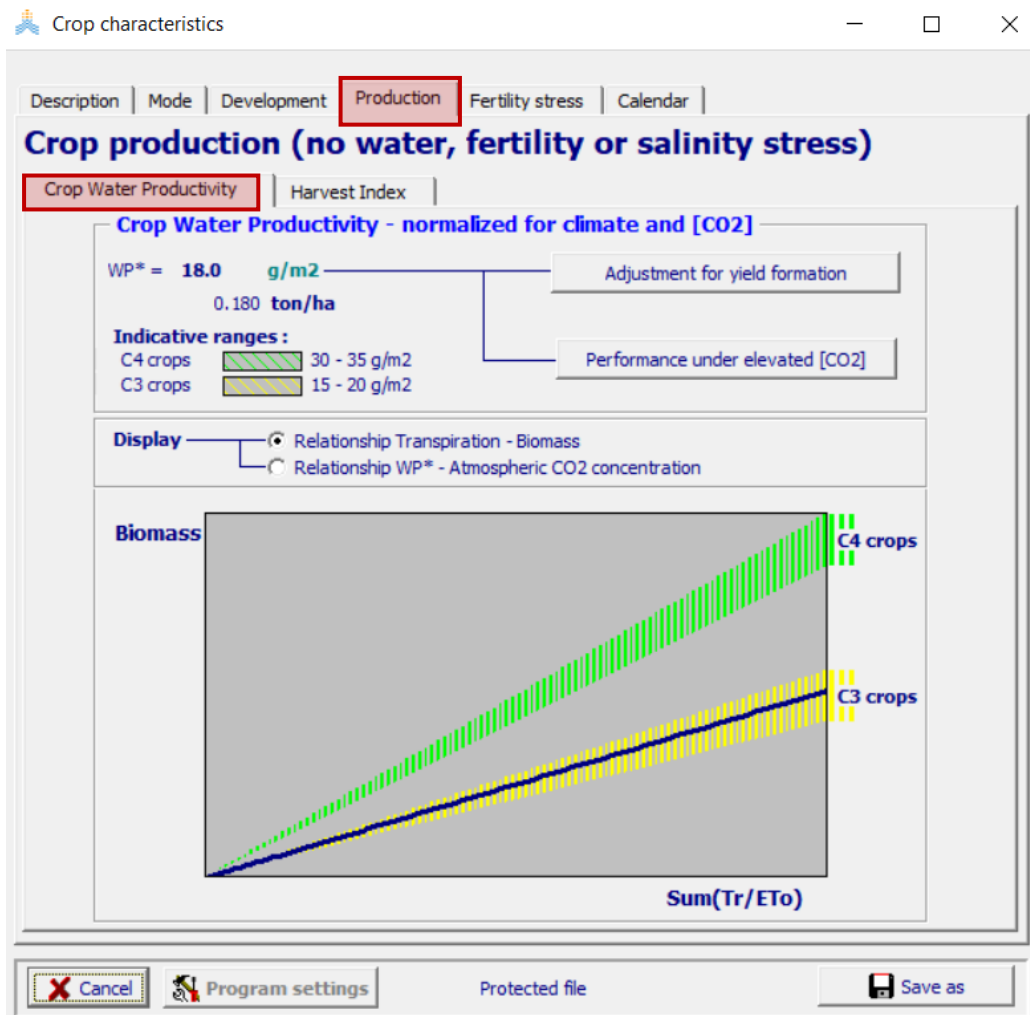 Crop characteristics
Description Mode Development Production Fertility stress Calendar
Crop production (no water, fertility or salinity stress)
Crop Water Productivity Harvest Index
Crop Water Productivity - normalized for climate and [CO2]
WP* = 18.0 g/m2 Adjustment for yield formation
0.180 ton/ha
Indicative ranges :
C4 crops 30 - 35 g/m2 Performance under elevated [CO2]
C3 crops 15 - 20 g/m2
Display Relationship Transpiration - Biomass
Relationship WP* - Atmospheric CO2 concentration
Biomass
C4 crops
C3 crops
Sum(Tr/ETo)
Cancel Program settings Protected file Save as